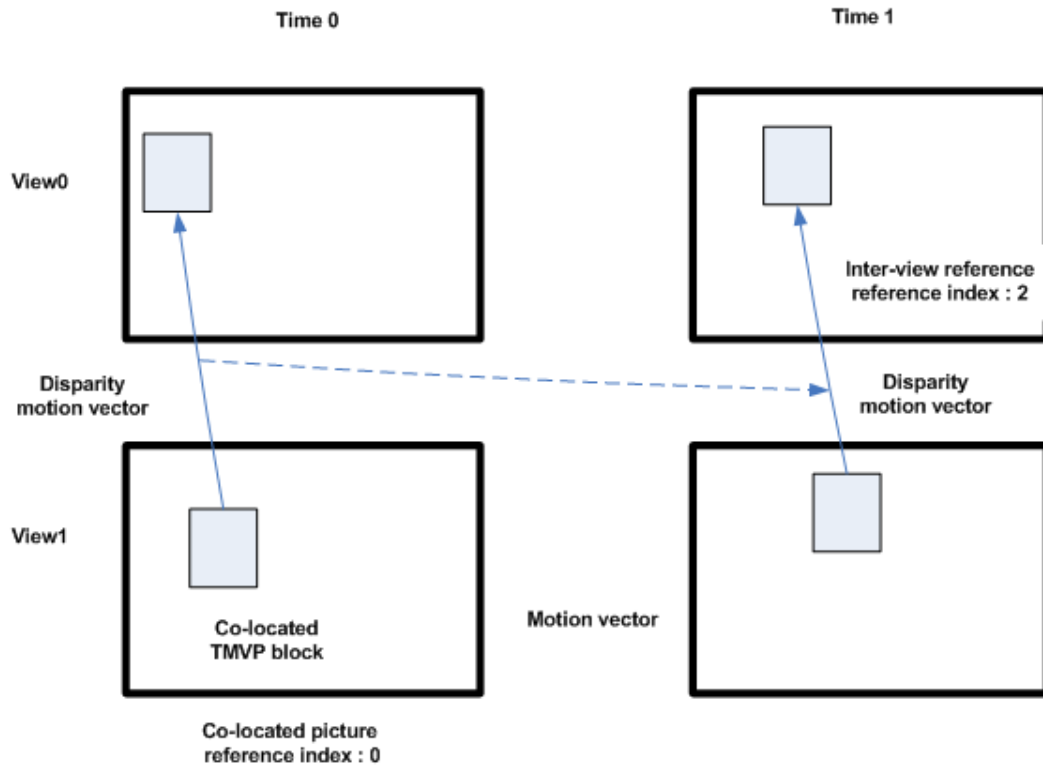 Time 0
Time 1
View0
Inter-view reference
reference index : 2
Disparity
motion vector
Disparity
motion vector
View1
Co-located
TMVP block
Motion vector
Co-located picture
reference index : 0